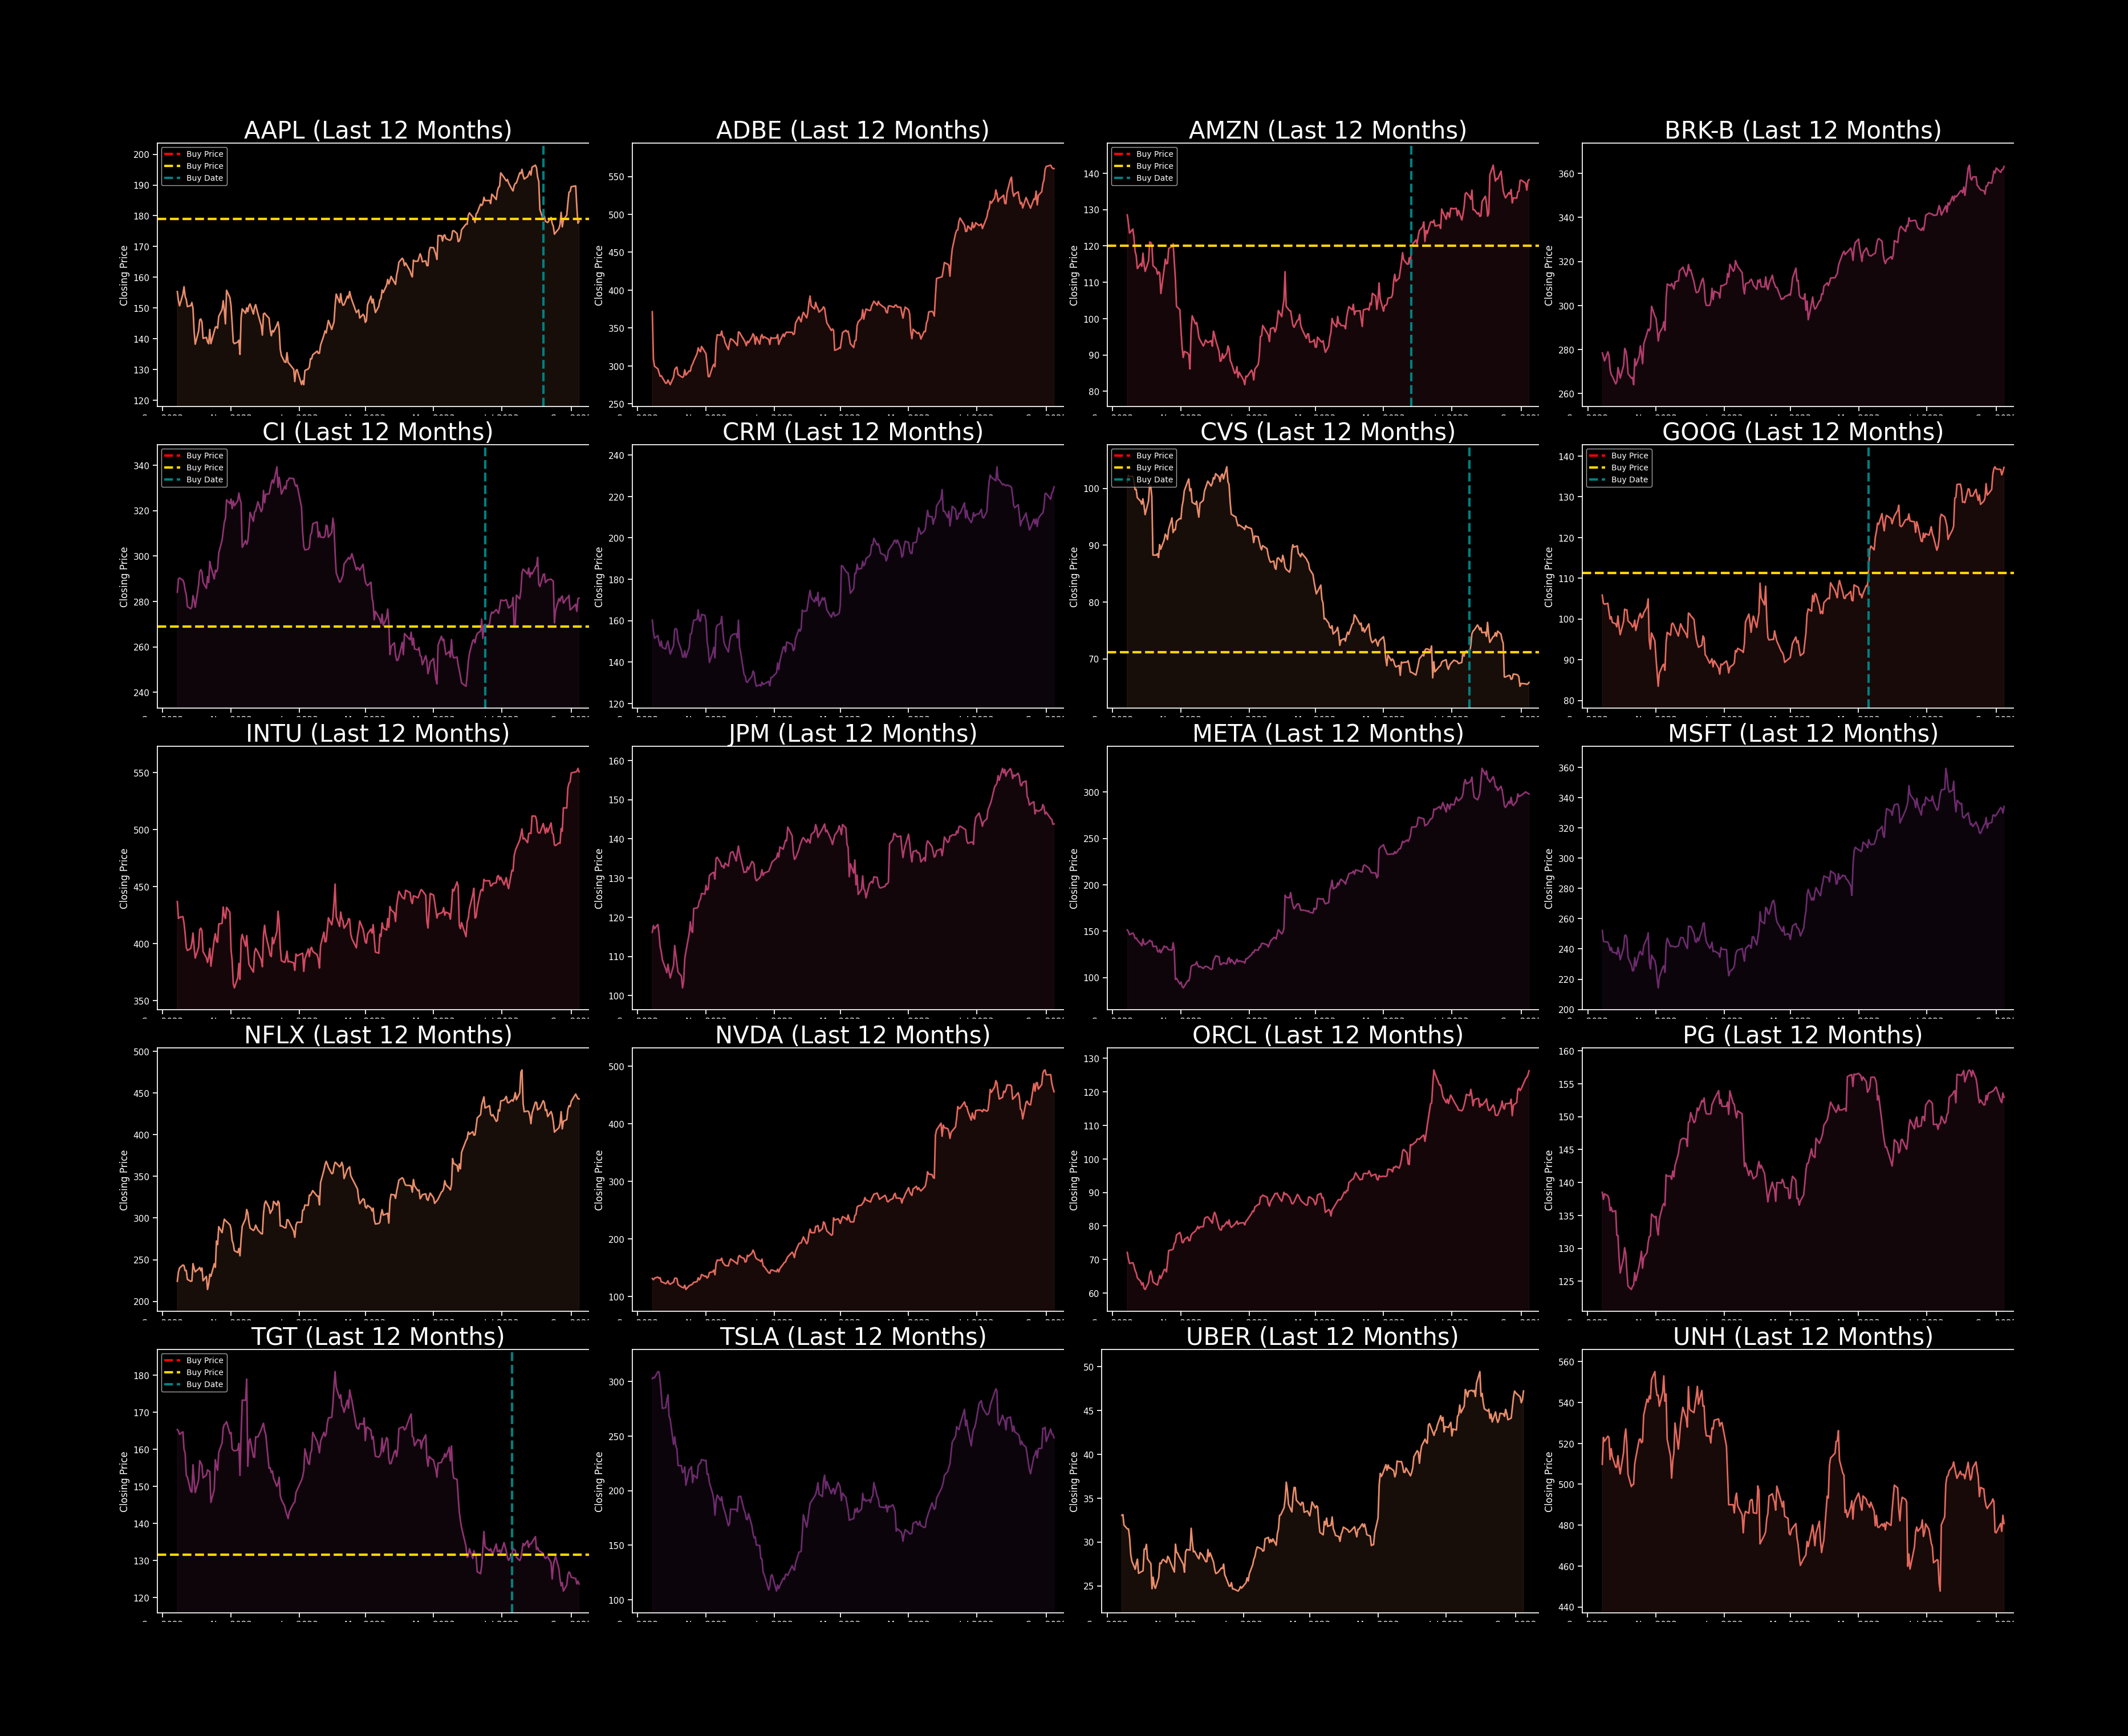 AAPL (Last 12 Months)
Buy Price
Buy Price
Buy Date
Closing Price
200
190
180
170
160
150
140
130
120
ADBE (Last 12 Months)
Closing Price
550
500
450
400
350
300
250
AMZN (Last 12 Months)
Buy Price
Buy Price
Buy Date
Closing Price
140
130
120
110
100
90
80
BRK-B (Last 12 Months)
Closing Price
360
340
320
300
280
260
CI (Last 12 Months)
Buy Price
Buy Price
Buy Date
Closing Price
340
320
300
280
260
240
CRM (Last 12 Months)
Closing Price
240
220
200
180
160
140
120
CVS (Last 12 Months)
Buy Price
Buy Price
Buy Date
Closing Price
100
90
80
70
GOOG (Last 12 Months)
Buy Price
Buy Price
Buy Date
Closing Price
140
130
120
110
100
90
80
INTU (Last 12 Months)
Closing Price
550
500
450
400
350
JPM (Last 12 Months)
Closing Price
160
150
140
130
120
110
100
META (Last 12 Months)
Closing Price
300
250
200
150
100
MSFT (Last 12 Months)
Closing Price
360
340
320
300
280
260
240
220
200
NFLX (Last 12 Months)
Closing Price
500
450
400
350
300
250
200
NVDA (Last 12 Months)
Closing Price
500
400
300
200
100
ORCL (Last 12 Months)
Closing Price
130
120
110
100
90
80
70
60
PG (Last 12 Months)
Closing Price
160
155
150
145
140
135
130
125
TGT (Last 12 Months)
Buy Price
Buy Price
Buy Date
Closing Price
180
170
160
150
140
130
120
TSLA (Last 12 Months)
Closing Price
300
250
200
150
100
UBER (Last 12 Months)
Closing Price
50
45
40
35
30
25
UNH (Last 12 Months)
Closing Price
560
540
520
500
480
460
440